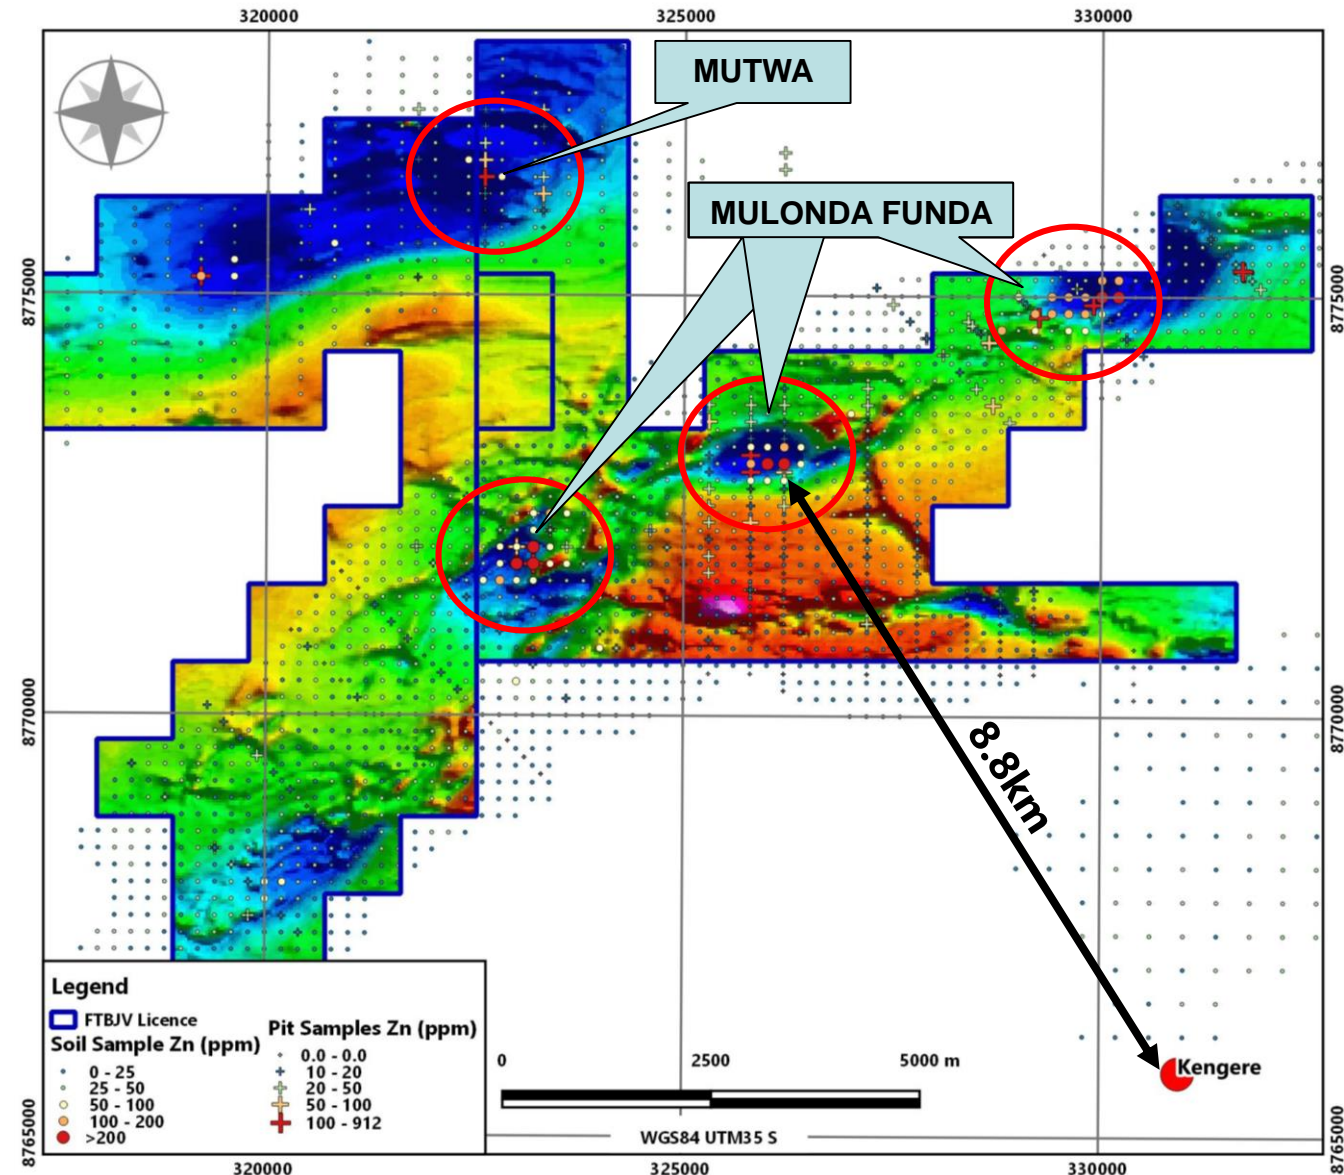 320000 325000 330000
MUTWA
MULONDA FUNDA
8775000 8775000
8.8km
8770000 8770000
Kengere
Legend
FTBJV Licence
Soil Sample Zn (ppm)
0 - 25
25 - 50
50 - 100
100 - 200
>200
Pit Samples Zn (ppm)
0.0 - 0.0
10 - 20
20 - 50
50 - 100
100 - 912
0 2500 5000 m
WGS84 UTM35 S
8765000 8765000
320000 325000 330000